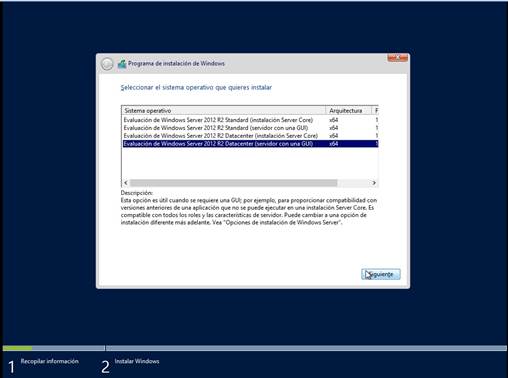 Programa de instalación de Windows
Seleccionar el sistema operativo que quieres instalar
Sistema operativo Arquitectura F
Evaluación de Windows Server 2012 R2 Standard (instalación Server Core) x64 1
Evaluación de Windows Server 2012 R2 Standard (servidor con una GUI) x64 1
Evaluación de Windows Server 2012 R2 Datacenter (instalación Server Core) x64 1
Evaluación de Windows Server 2012 R2 Datacenter (servidor con una GUI) x64 1
Descripción:
Esta opción es útil cuando se requiere una GUI; por ejemplo, para proporcionar compatibilidad con
versiones anteriores de una aplicación que no se puede ejecutar en una instalación Server Core. Es
compatible con todos los roles y las características de servidor. Puede cambiar a una opción de
instalación diferente más adelante. Vea "Opciones de instalación de Windows Server".
Siguiente
1 Recopilar información
2 Instalar Windows